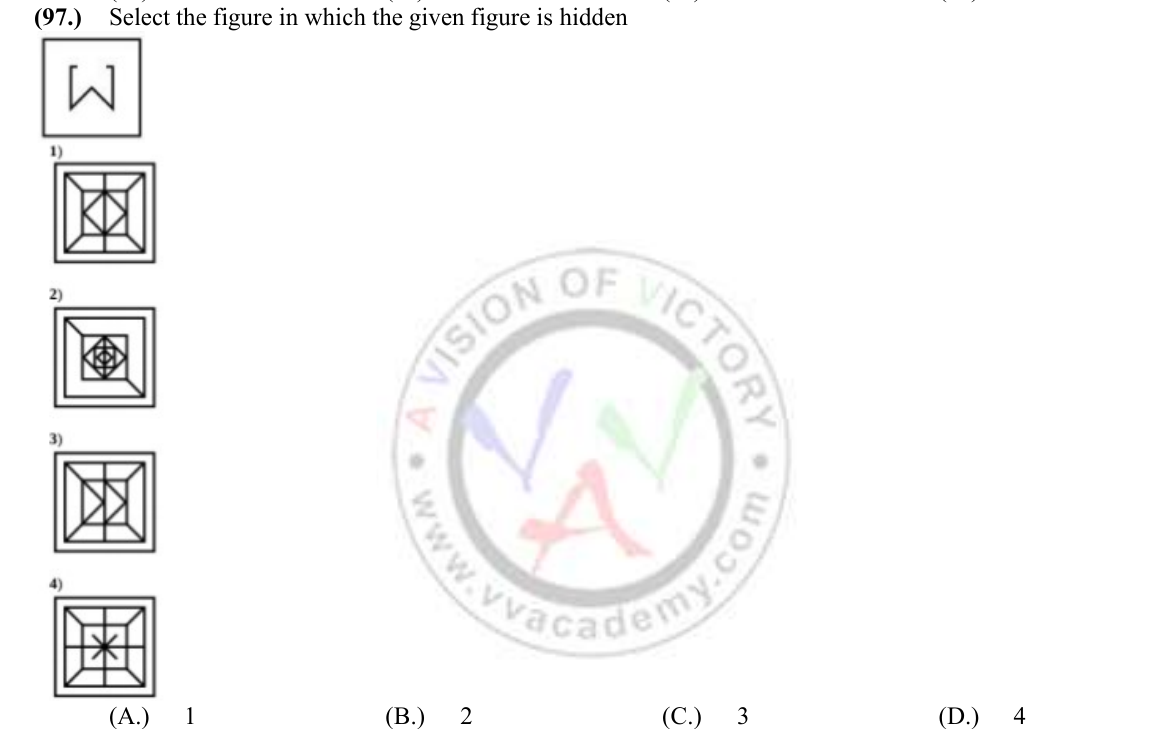 (97.) Select the figure in which the given figure is hidden
1)
2)
3)
4)
A VISION OF VICTORY
VVA
www.vvacademy.com
(A.) 1 (B.) 2 (C.) 3 (D.) 4